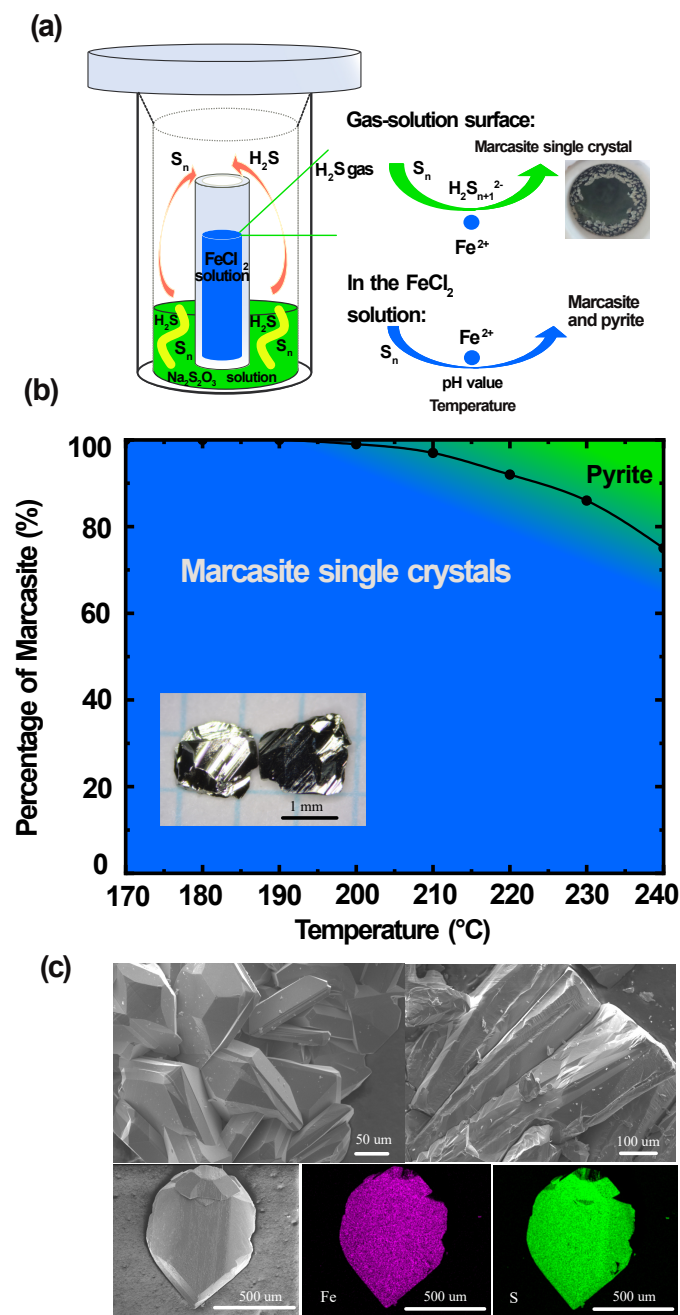 (a)
Gas-solution surface:
Marcasite single crystal
Sₙ
H₂S
H₂S gas
Sₙ
H₂Sₙ₊₁²⁻
Fe²⁺
FeCl₂
solution
In the FeCl₂
solution:
Marcasite
and pyrite
Fe²⁺
Sₙ
pH value
Temperature
H₂S
H₂S
Sₙ
Sₙ
Na₂S₂O₃ solution
(b)
Percentage of Marcasite (%)
100
80
60
40
20
0
Pyrite
Marcasite single crystals
1 mm
170 180 190 200 210 220 230 240
Temperature (°C)
(c)
50 um
100 um
500 um
Fe
500 um
S
500 um